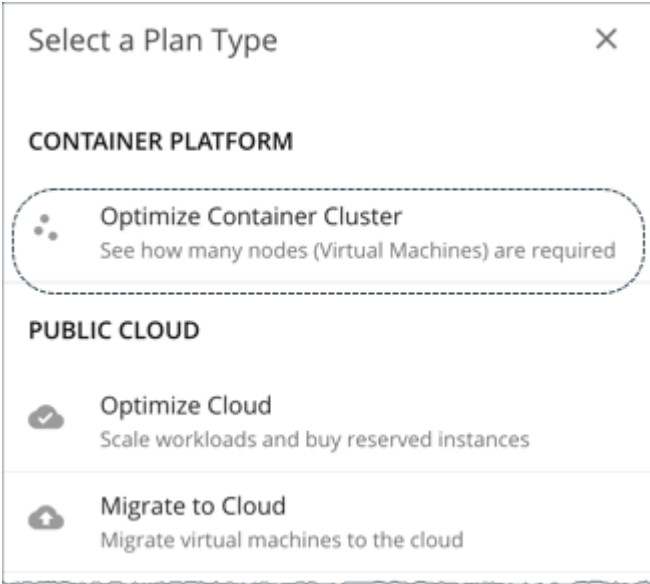 Select a Plan Type
CONTAINER PLATFORM
Optimize Container Cluster
See how many nodes (Virtual Machines) are required
PUBLIC CLOUD
Optimize Cloud
Scale workloads and buy reserved instances
Migrate to Cloud
Migrate virtual machines to the cloud